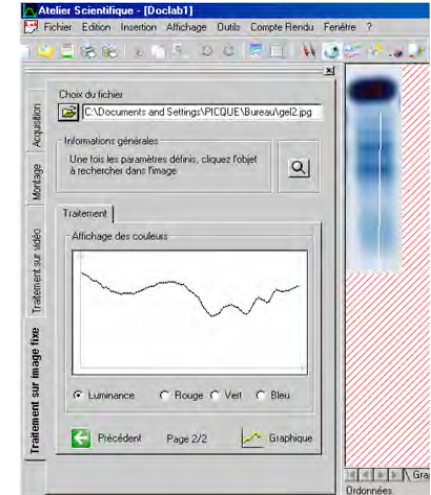 Atelier Scientifique - [Doclab1]
Fichier Edition Insertion Affichage Outils Compte Rendu Fenêtre ?
Choix du fichier
C:\Documents and Settings\PICQUE\Bureau\gel2.jpg
Informations générales
Une fois les paramètres définis, cliquez l'objet
à rechercher dans l'image
Traitement
Affichage des couleurs
Luminance Rouge Vert Bleu
Précédent Page 2/2 Graphique
Acquisition
Montage
Traitement sur vidéo
Traitement sur image fixe
Gra
Ordonnées